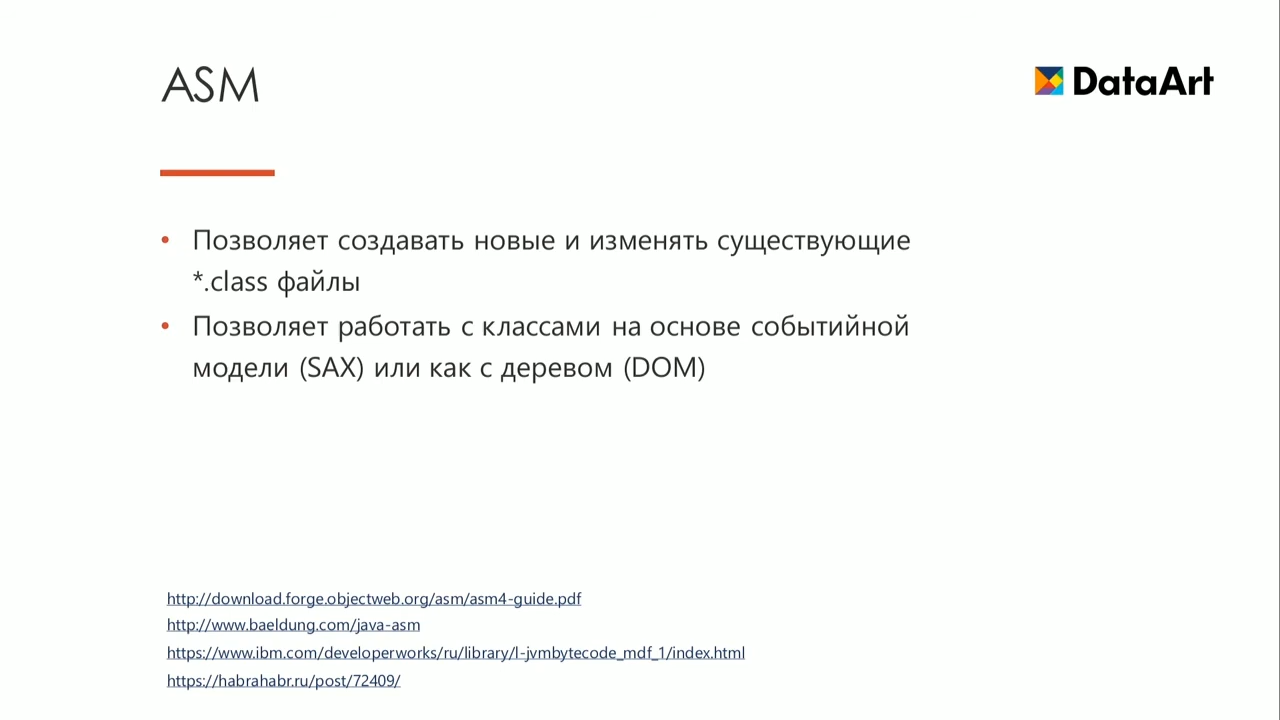 ASM
DataArt
• Позволяет создавать новые и изменять существующие
*.class файлы
• Позволяет работать с классами на основе событийной
модели (SAX) или как с деревом (DOM)
http://download.forge.objectweb.org/asm/asm4-guide.pdf
http://www.baeldung.com/java-asm
https://www.ibm.com/developerworks/ru/library/l-jvmbytecode_mdf_1/index.html
https://habrahabr.ru/post/72409/